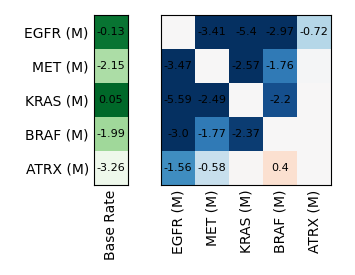 EGFR (M) -0.13 -3.41 -5.4 -2.97 -0.72
MET (M) -2.15 -3.47 -2.57 -1.76
KRAS (M) 0.05 -5.59 -2.49 -2.2
BRAF (M) -1.99 -3.0 -1.77 -2.37
ATRX (M) -3.26 -1.56 -0.58 0.4
Base Rate EGFR (M) MET (M) KRAS (M) BRAF (M) ATRX (M)